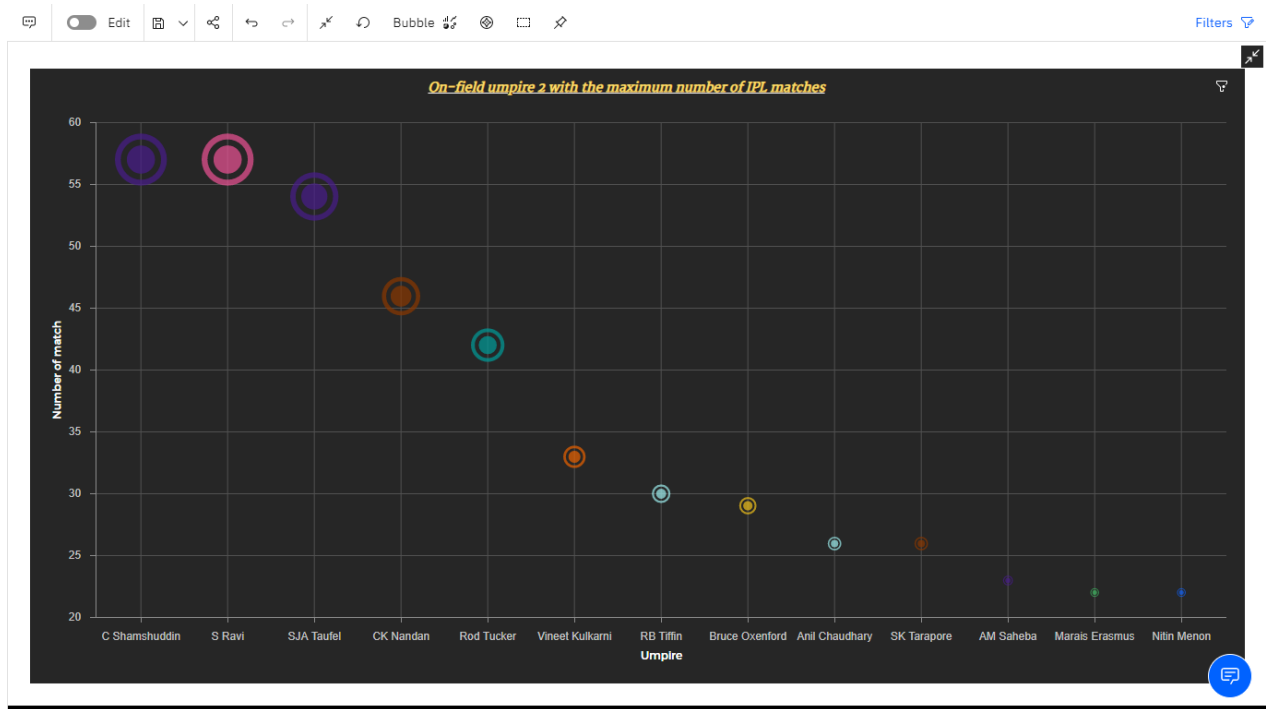 Edit
Bubble
Filters
On-field umpire 2 with the maximum number of IPL matches
60
55
50
45
40
35
30
25
20
Number of match
C Shamshuddin S Ravi SJA Taufel CK Nandan Rod Tucker Vineet Kulkarni RB Tiffin Bruce Oxenford Anil Chaudhary SK Tarapore AM Saheba Marais Erasmus Nitin Menon
Umpire